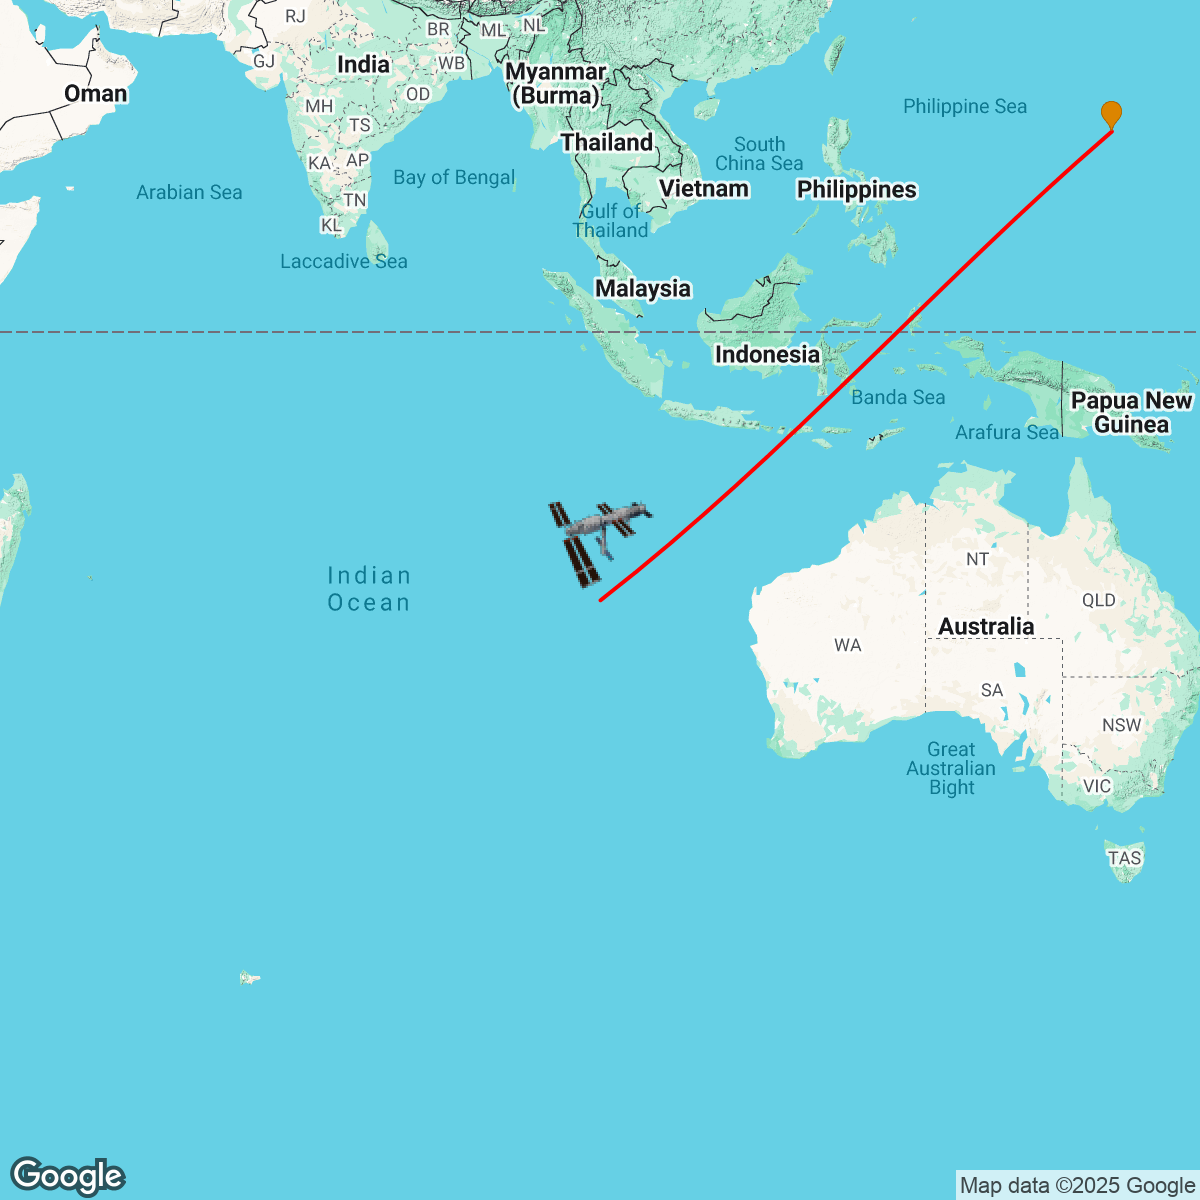 RJ
BR
ML
NL
GJ
India
WB
Myanmar
(Burma)
Oman
OD
MH
TS
Philippine Sea
Thailand
South
China Sea
KA
AP
Bay of Bengal
Vietnam
Philippines
Arabian Sea
TN
KL
Gulf of
Thailand
Laccadive Sea
Malaysia
Indonesia
Banda Sea
Papua New
Guinea
Arafura Sea
Indian
Ocean
NT
QLD
Australia
WA
SA
NSW
Great
Australian
Bight
VIC
TAS
Google
Map data ©2025 Google